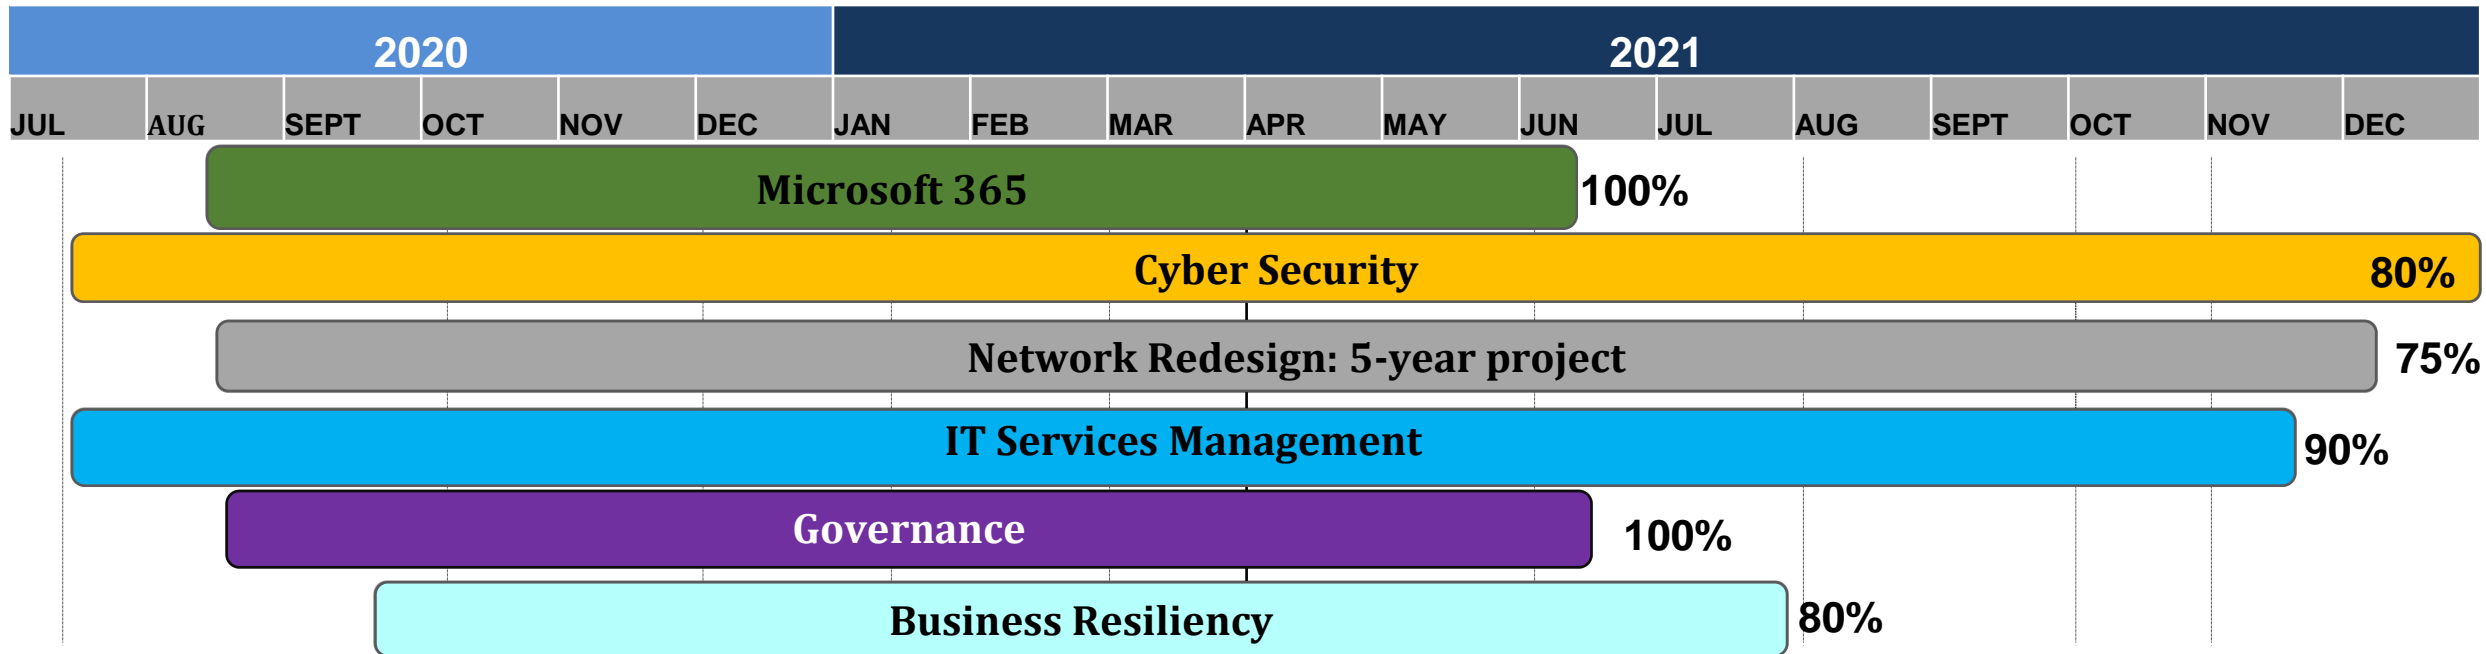 2020 2021
JUL AUG SEPT OCT NOV DEC JAN FEB MAR APR MAY JUN JUL AUG SEPT OCT NOV DEC
Microsoft 365 100%
Cyber Security 80%
Network Redesign: 5-year project 75%
IT Services Management 90%
Governance 100%
Business Resiliency 80%